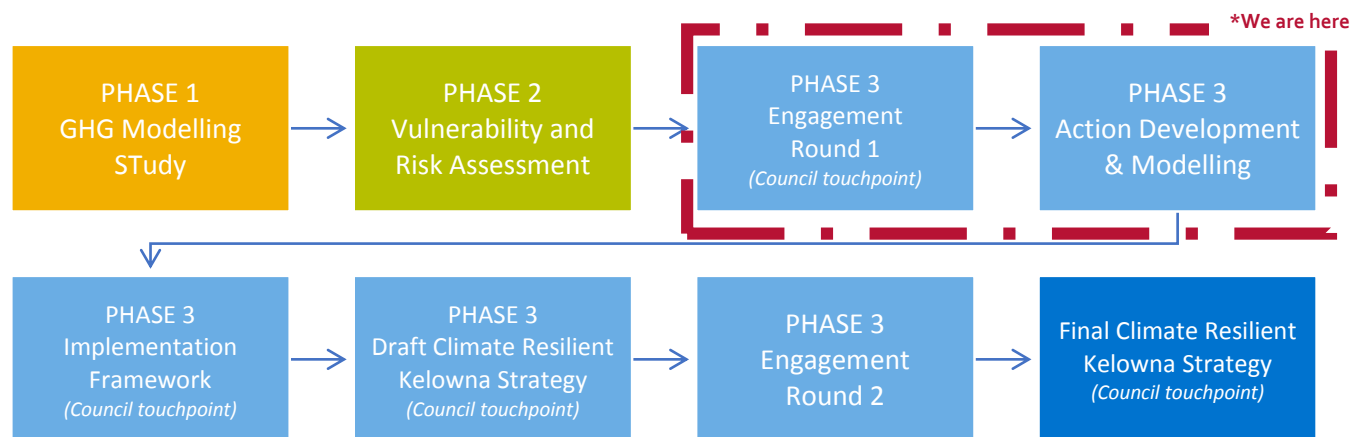 *We are here
PHASE 1
GHG Modelling
STudy
PHASE 2
Vulnerability and
Risk Assessment
PHASE 3
Engagement
Round 1
(Council touchpoint)
PHASE 3
Action Development
& Modelling
PHASE 3
Implementation
Framework
(Council touchpoint)
PHASE 3
Draft Climate Resilient
Kelowna Strategy
(Council touchpoint)
PHASE 3
Engagement
Round 2
Final Climate Resilient
Kelowna Strategy
(Council touchpoint)